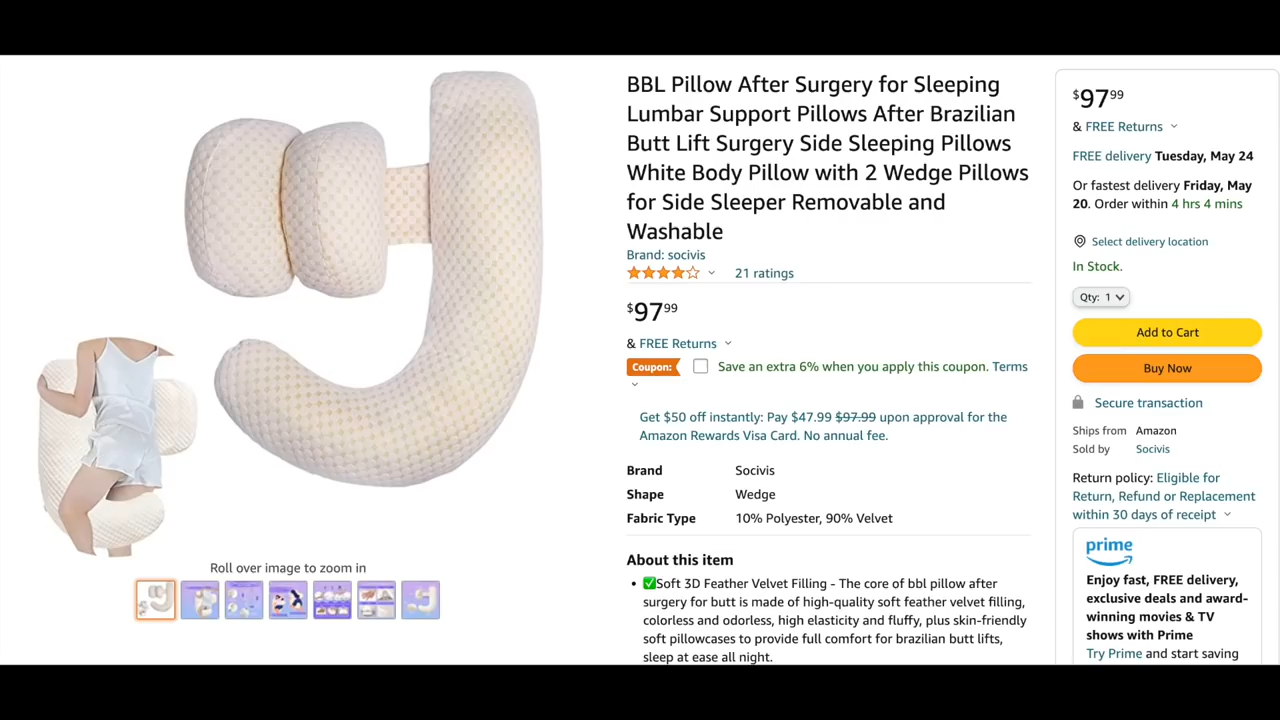 BBL Pillow After Surgery for Sleeping
Lumbar Support Pillows After Brazilian
Butt Lift Surgery Side Sleeping Pillows
White Body Pillow with 2 Wedge Pillows
for Side Sleeper Removable and
Washable
Brand: socivis
21 ratings
$97 99
& FREE Returns
Coupon: Save an extra 6% when you apply this coupon. Terms
Get $50 off instantly: Pay $47.99 $97.99 upon approval for the
Amazon Rewards Visa Card. No annual fee.
Brand Socivis
Shape Wedge
Fabric Type 10% Polyester, 90% Velvet
About this item
• ✅Soft 3D Feather Velvet Filling - The core of bbl pillow after
surgery for butt is made of high-quality soft feather velvet filling,
colorless and odorless, high elasticity and fluffy, plus skin-friendly
soft pillowcases to provide full comfort for brazilian butt lifts,
sleep at ease all night.
Roll over image to zoom in
$97 99
& FREE Returns
FREE delivery Tuesday, May 24
Or fastest delivery Friday, May
20. Order within 4 hrs 4 mins
Select delivery location
In Stock.
Qty: 1
Add to Cart
Buy Now
Secure transaction
Ships from Amazon
Sold by Socivis
Return policy: Eligible for
Return, Refund or Replacement
within 30 days of receipt
prime
Enjoy fast, FREE delivery,
exclusive deals and award-
winning movies & TV
shows with Prime
Try Prime and start saving